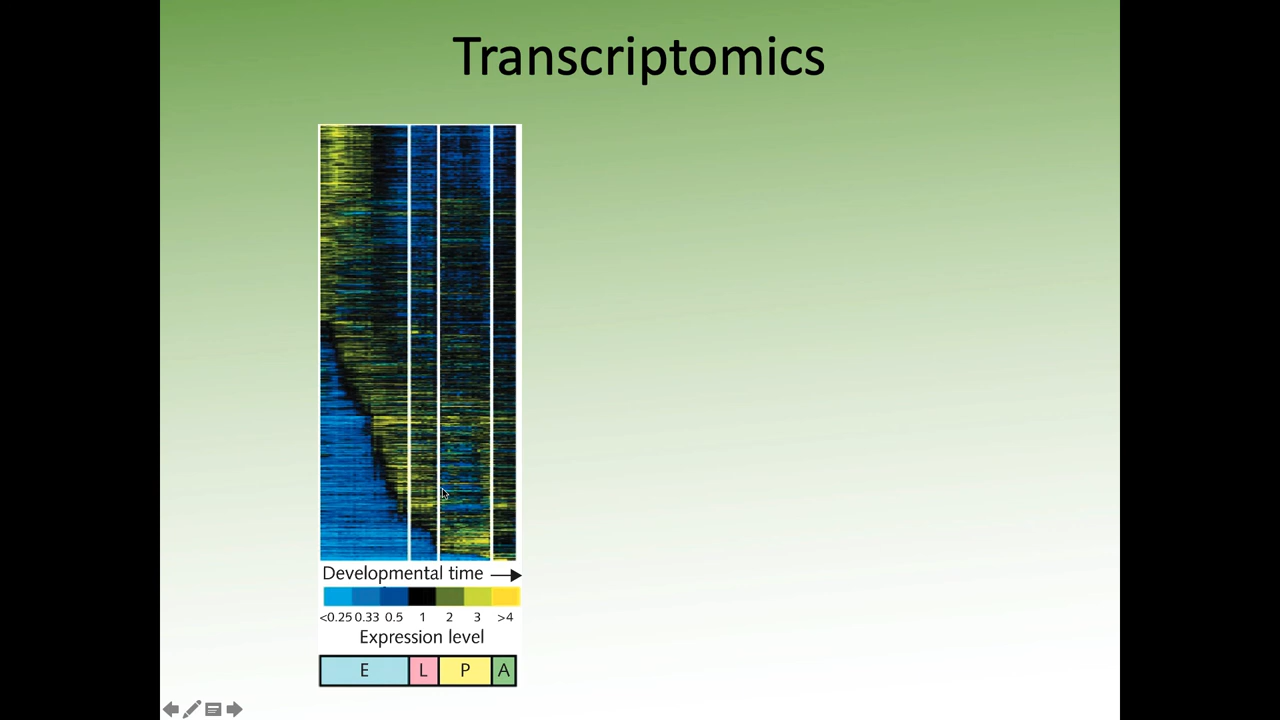 Transcriptomics
Developmental time
<0.25 0.33 0.5 1 2 3 >4
Expression level
E L P A